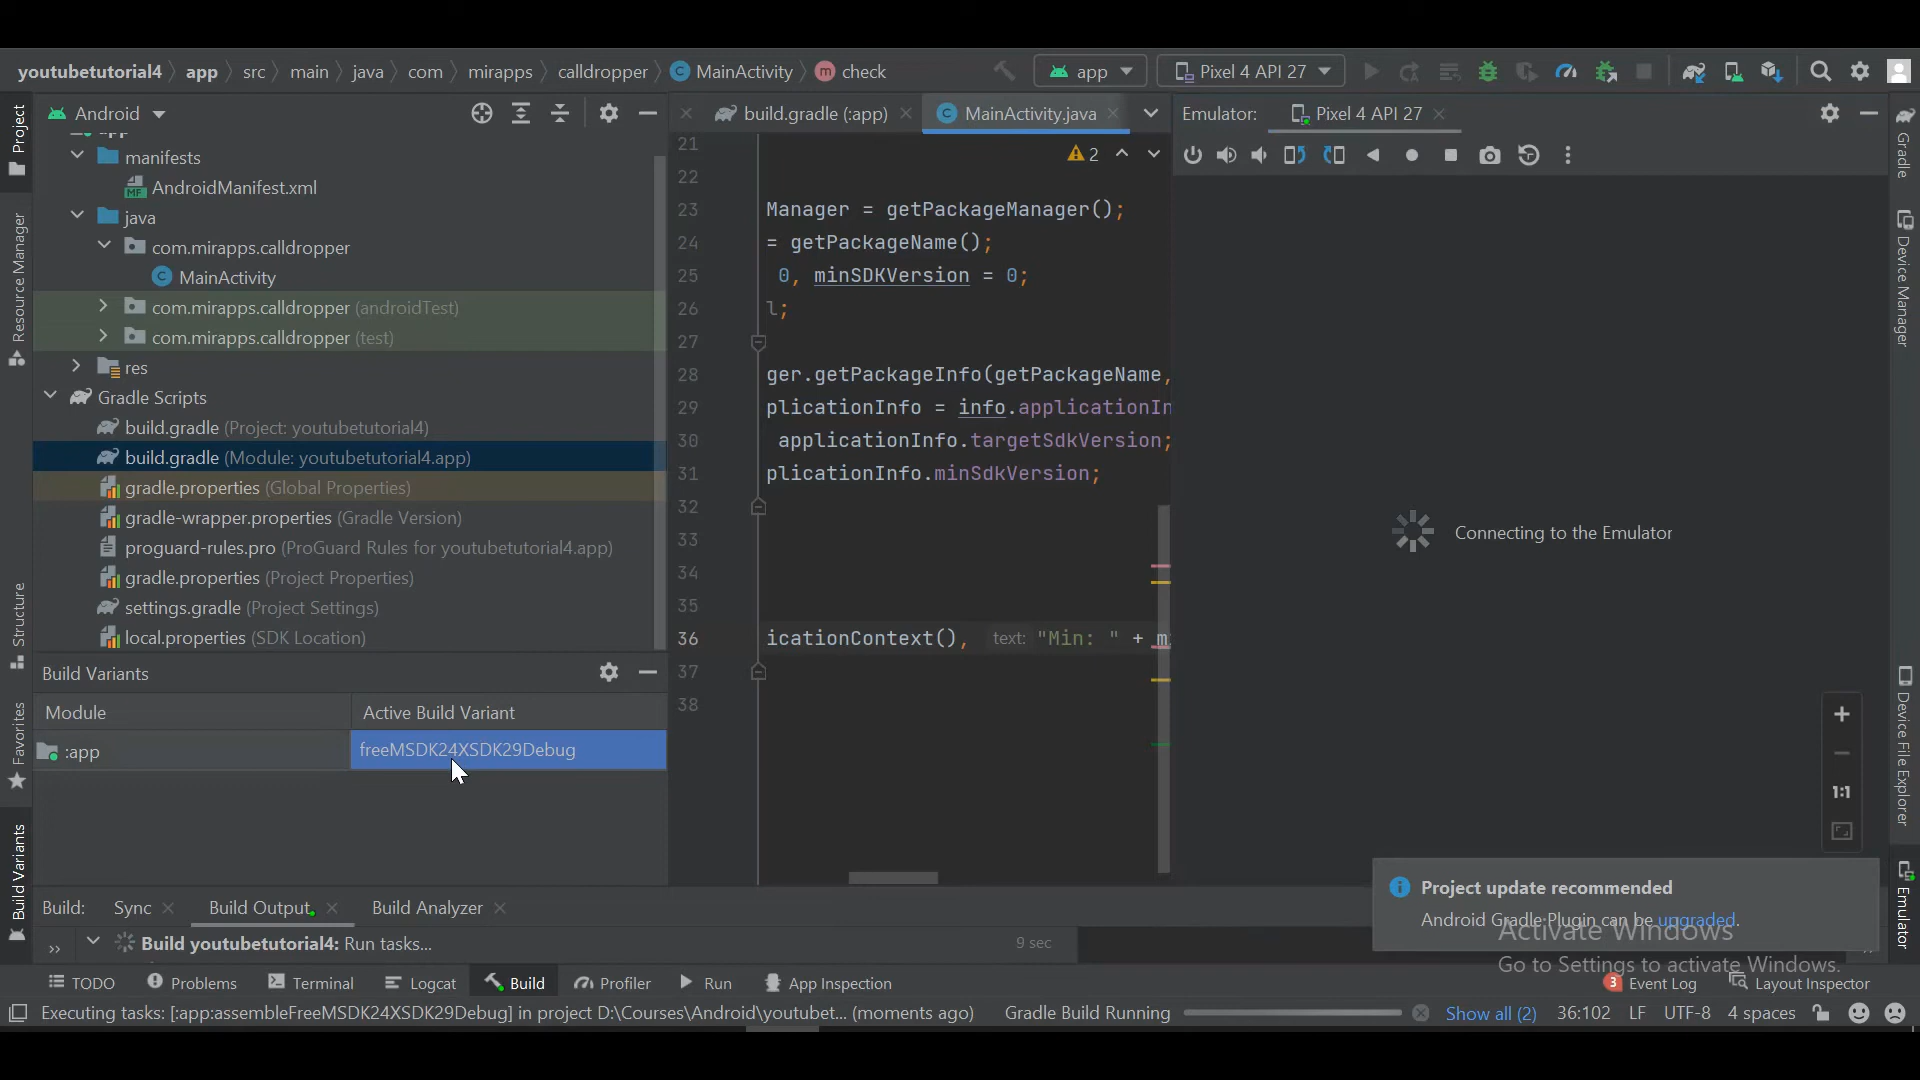 youtubetutorial4 app src main java com mirapps calldropper MainActivity check
app Pixel 4 API 27
Project
Resource Manager
Structure
Favorites
Build Variants
Android
manifests
AndroidManifest.xml
java
com.mirapps.calldropper
MainActivity
com.mirapps.calldropper (androidTest)
com.mirapps.calldropper (test)
res
Gradle Scripts
build.gradle (Project: youtubetutorial4)
build.gradle (Module: youtubetutorial4.app)
gradle.properties (Global Properties)
gradle-wrapper.properties (Gradle Version)
proguard-rules.pro (ProGuard Rules for youtubetutorial4.app)
gradle.properties (Project Properties)
settings.gradle (Project Settings)
local.properties (SDK Location)
Build Variants
Module Active Build Variant
:app freeMSDK24XSDK29Debug
build.gradle (:app) MainActivity.java
2
21
22
23 Manager = getPackageManager();
24 = getPackageName();
25 0, minSDKVersion = 0;
26 l;
27
28 ger.getPackageInfo(getPackageName,
29 plicationInfo = info.applicationIn
30 applicationInfo.targetSdkVersion;
31 plicationInfo.minSdkVersion;
32
33
34
35
36 icationContext(), text: "Min: " + mi
37
38
Emulator: Pixel 4 API 27
Connecting to the Emulator
1:1
Gradle
Device Manager
Device File Explorer
Emulator
Project update recommended
Android Gradle Plugin can be upgraded.
Activate Windows
Go to Settings to activate Windows.
Build: Sync Build Output Build Analyzer
Build youtubetutorial4: Run tasks... 9 sec
TODO Problems Terminal Logcat Build Profiler Run App Inspection 3 Event Log Layout Inspector
Executing tasks: [:app:assembleFreeMSDK24XSDK29Debug] in project D:\Courses\Android\youtubet... (moments ago) Gradle Build Running Show all (2) 36:102 LF UTF-8 4 spaces